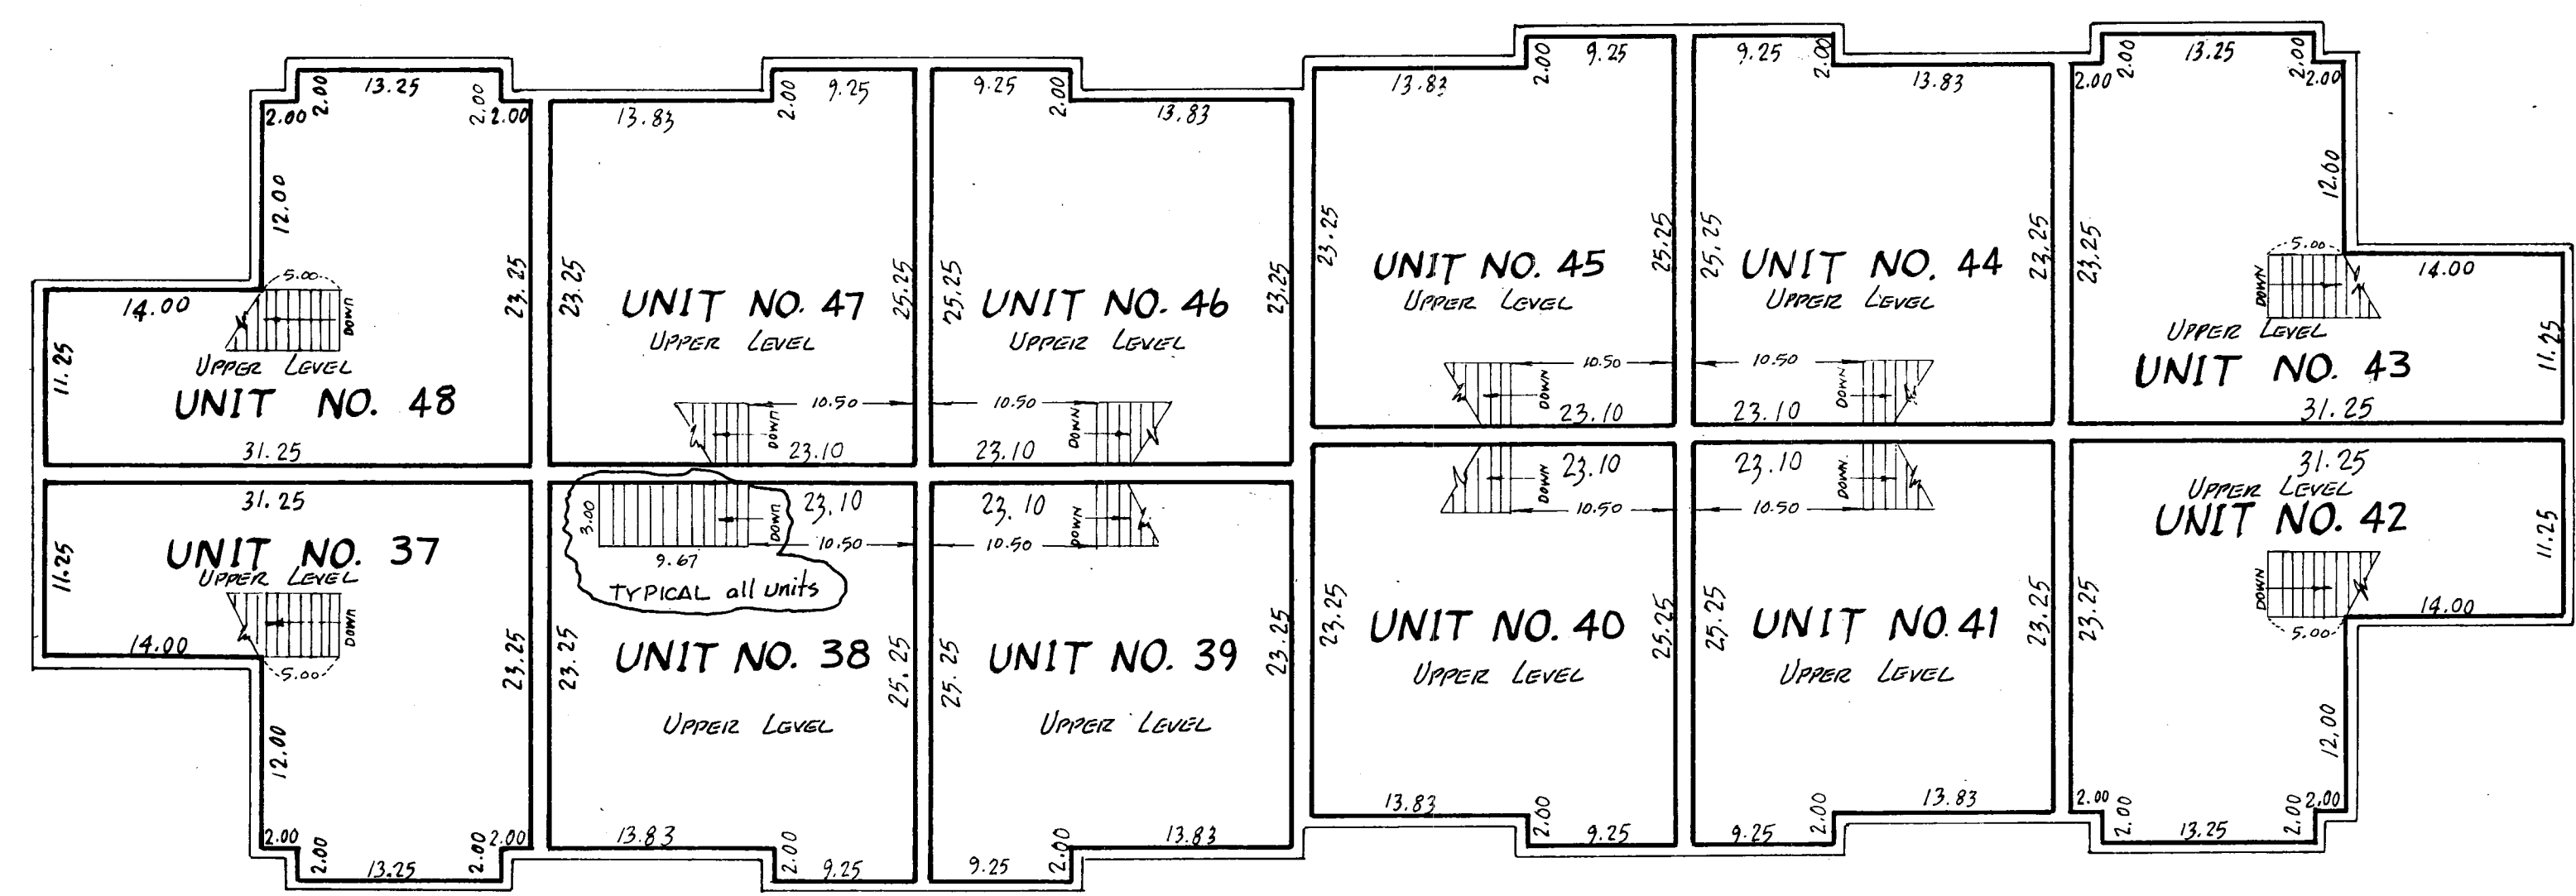 2.00
2.00
13.25
2.00
2.00
12.00
5.00
14.00
DOWN
11.25
23.25
UPPER LEVEL
UNIT NO. 48
31.25
13.83
2.00
9.25
23.25
25.25
UNIT NO. 47
UPPER LEVEL
10.50
DOWN
23.10
9.25
2.00
13.83
25.25
23.25
UNIT NO. 46
UPPER LEVEL
10.50
DOWN
23.10
13.83
2.00
9.25
23.25
25.25
UNIT NO. 45
UPPER LEVEL
10.50
DOWN
23.10
9.25
2.00
13.83
25.25
23.25
UNIT NO. 44
UPPER LEVEL
10.50
DOWN
23.10
2.00
2.00
13.25
2.00
2.00
12.00
23.25
5.00
14.00
DOWN
UPPER LEVEL
11.25
UNIT NO. 43
31.25
31.25
11.25
UNIT NO. 37
UPPER LEVEL
DOWN
14.00
5.00
23.25
12.00
2.00
2.00
13.25
2.00
2.00
3.00
DOWN
23.10
10.50
9.67
TYPICAL all units
23.25
UNIT NO. 38
25.25
UPPER LEVEL
13.83
2.00
9.25
23.10
DOWN
10.50
25.25
UNIT NO. 39
23.25
UPPER LEVEL
9.25
2.00
13.83
23.10
DOWN
10.50
23.25
UNIT NO. 40
25.25
UPPER LEVEL
13.83
2.00
9.25
23.10
DOWN
10.50
25.25
UNIT NO. 41
23.25
UPPER LEVEL
9.25
2.00
13.83
31.25
UPPER LEVEL
UNIT NO. 42
11.25
DOWN
14.00
5.00
23.25
12.00
2.00
2.00
13.25
2.00
2.00